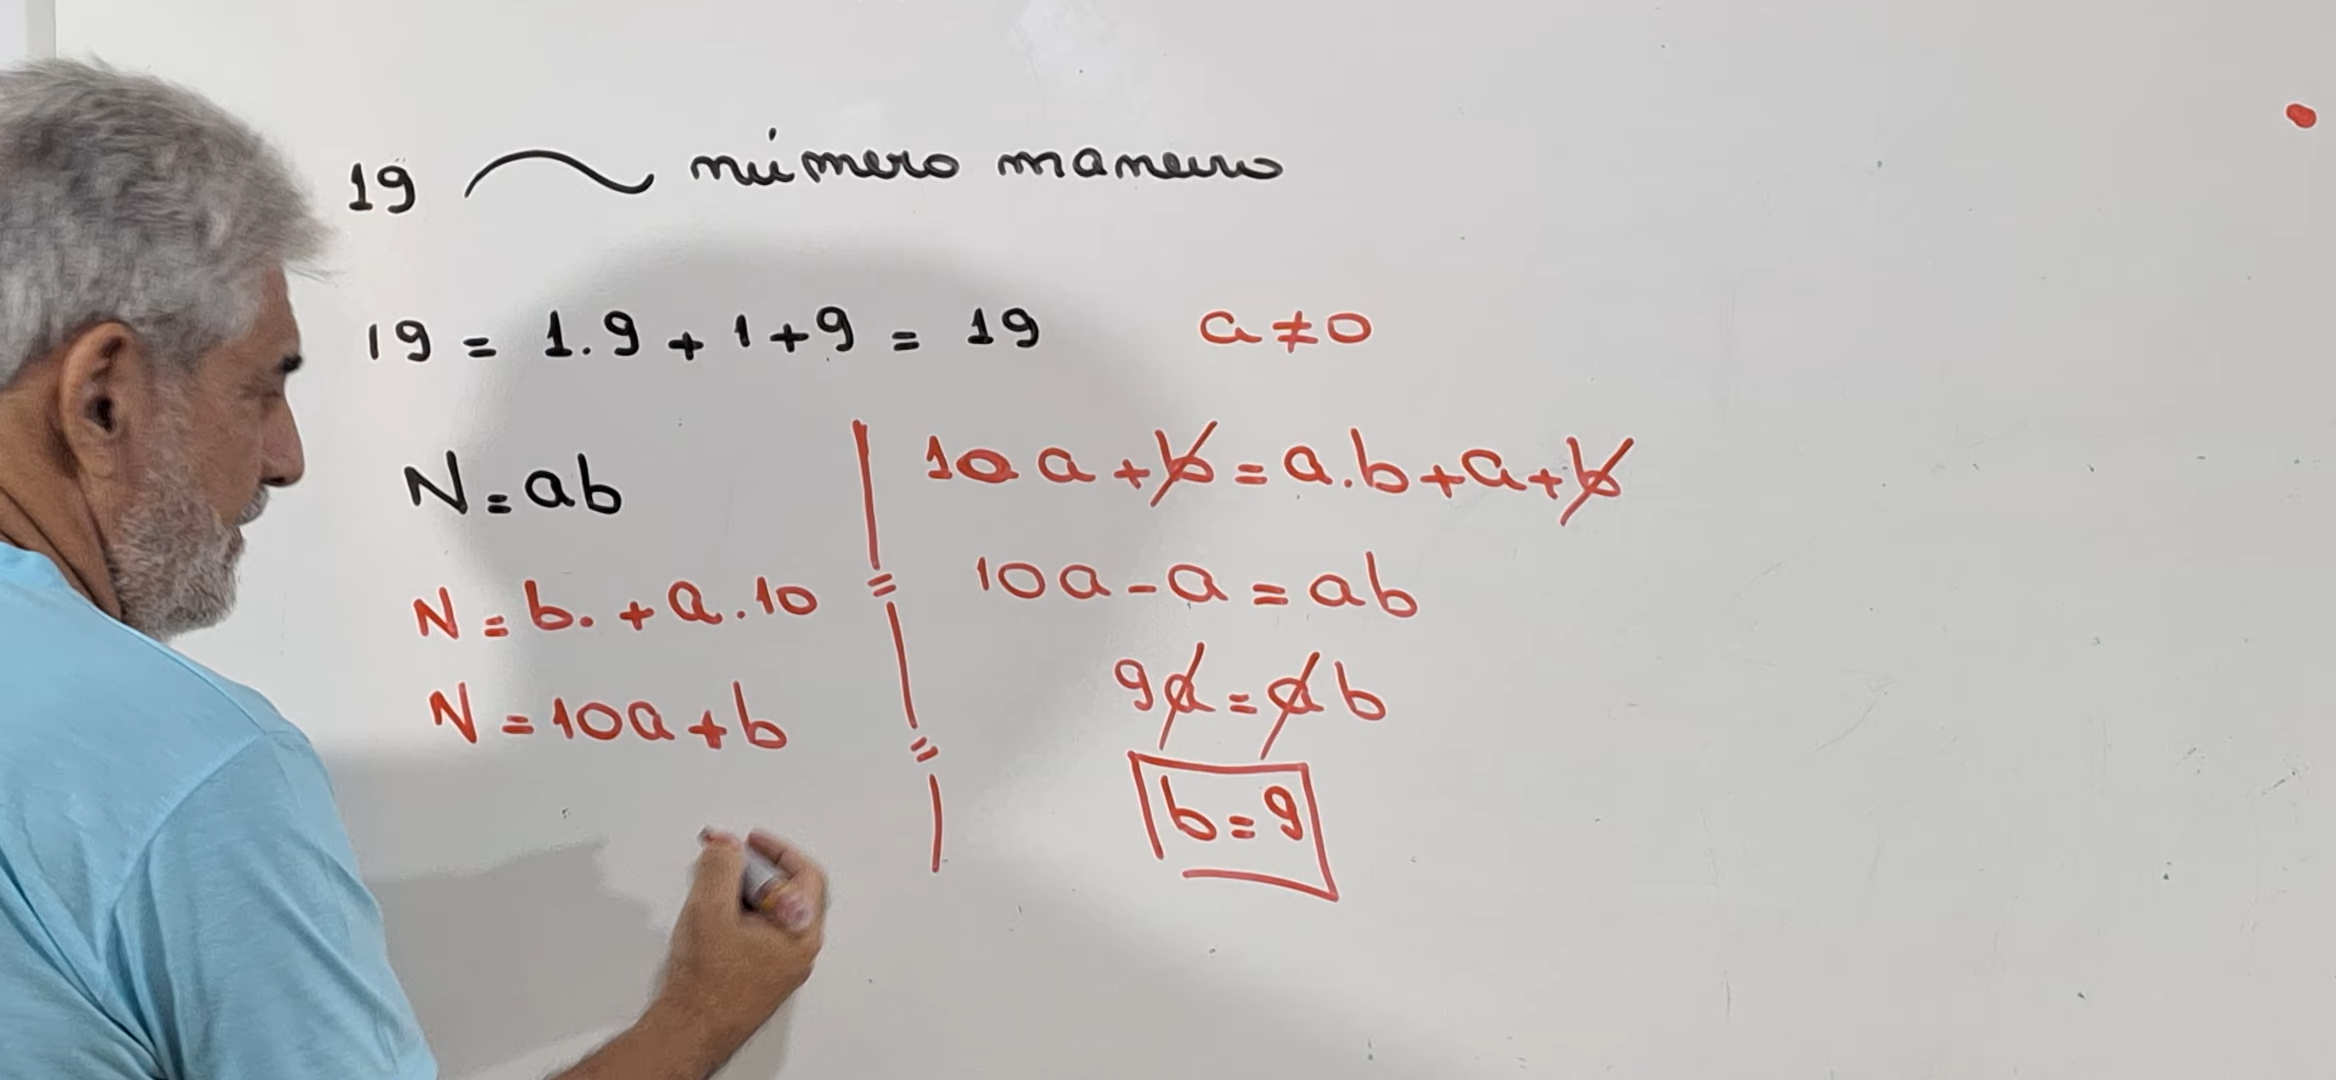 19 número maneiro
19 = 1.9 + 1 + 9 = 19
a ≠ 0
N = ab
N = b. + a.10
N = 10a + b
10a + b = a.b + a + b
10a - a = ab
9a = ab
b = 9